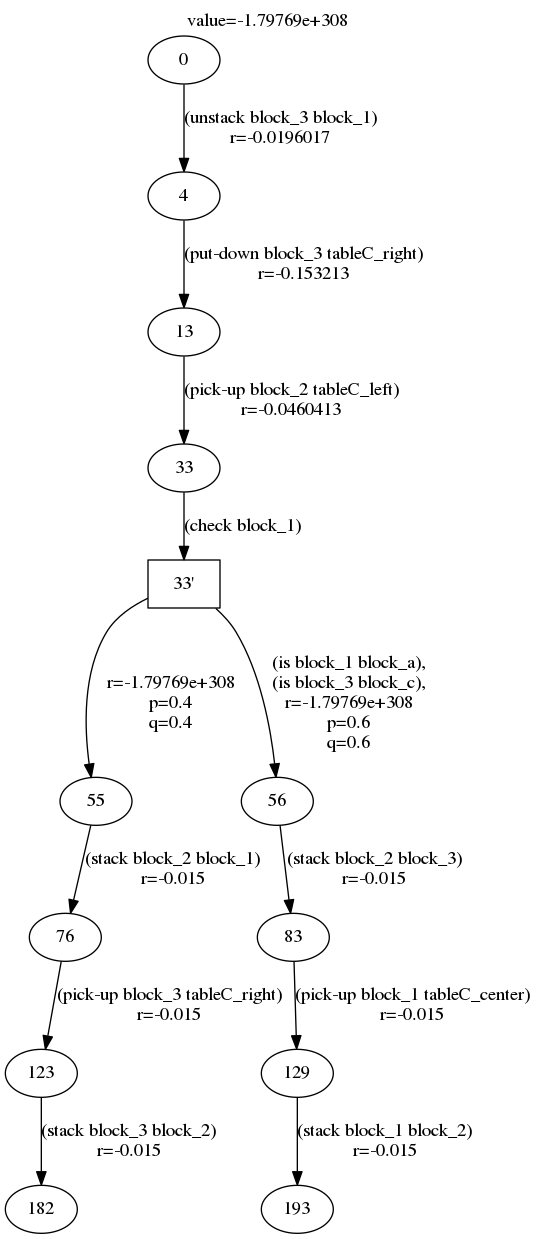 value=-1.79769e+308
0
(unstack block_3 block_1)
r=-0.0196017
4
(put-down block_3 tableC_right)
r=-0.153213
13
(pick-up block_2 tableC_left)
r=-0.0460413
33
(check block_1)
33'
r=-1.79769e+308
p=0.4
q=0.4
(is block_1 block_a),
(is block_3 block_c),
r=-1.79769e+308
p=0.6
q=0.6
55
56
(stack block_2 block_1)
r=-0.015
(stack block_2 block_3)
r=-0.015
76
83
(pick-up block_3 tableC_right)
r=-0.015
(pick-up block_1 tableC_center)
r=-0.015
123
129
(stack block_3 block_2)
r=-0.015
(stack block_1 block_2)
r=-0.015
182
193